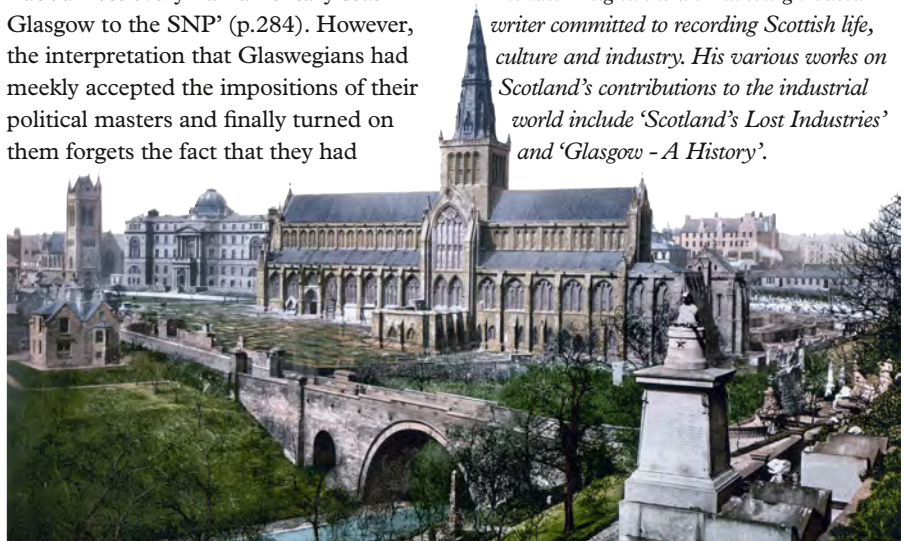 Glasgow to the SNP’ (p.284). However,
the interpretation that Glaswegians had
meekly accepted the impositions of their
political masters and finally turned on
them forgets the fact that they had
writer committed to recording Scottish life,
culture and industry. His various works on
Scotland’s contributions to the industrial
world include ‘Scotland’s Lost Industries’
and ‘Glasgow - A History’.